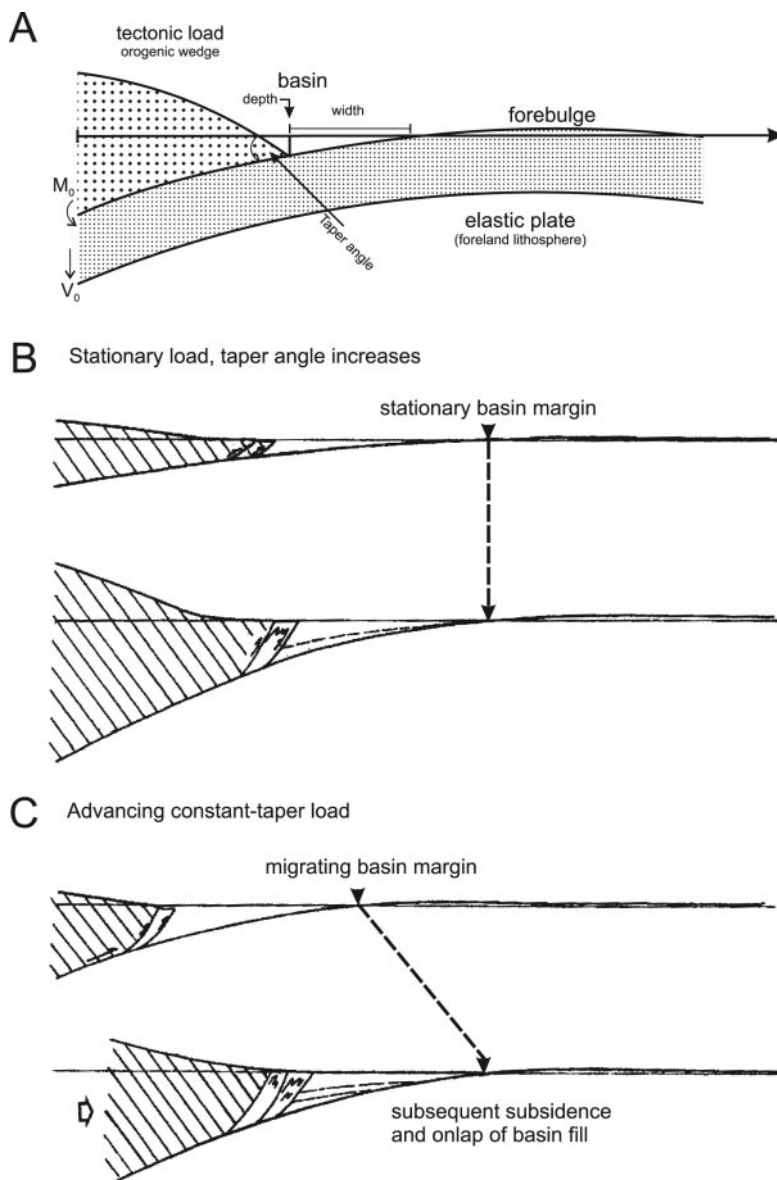 A
tectonic load
orogenic wedge
basin
depth
width
forebulge
M₀
Taper angle
elastic plate
(foreland lithosphere)
V₀
B Stationary load, taper angle increases
stationary basin margin
C Advancing constant-taper load
migrating basin margin
subsequent subsidence
and onlap of basin fill